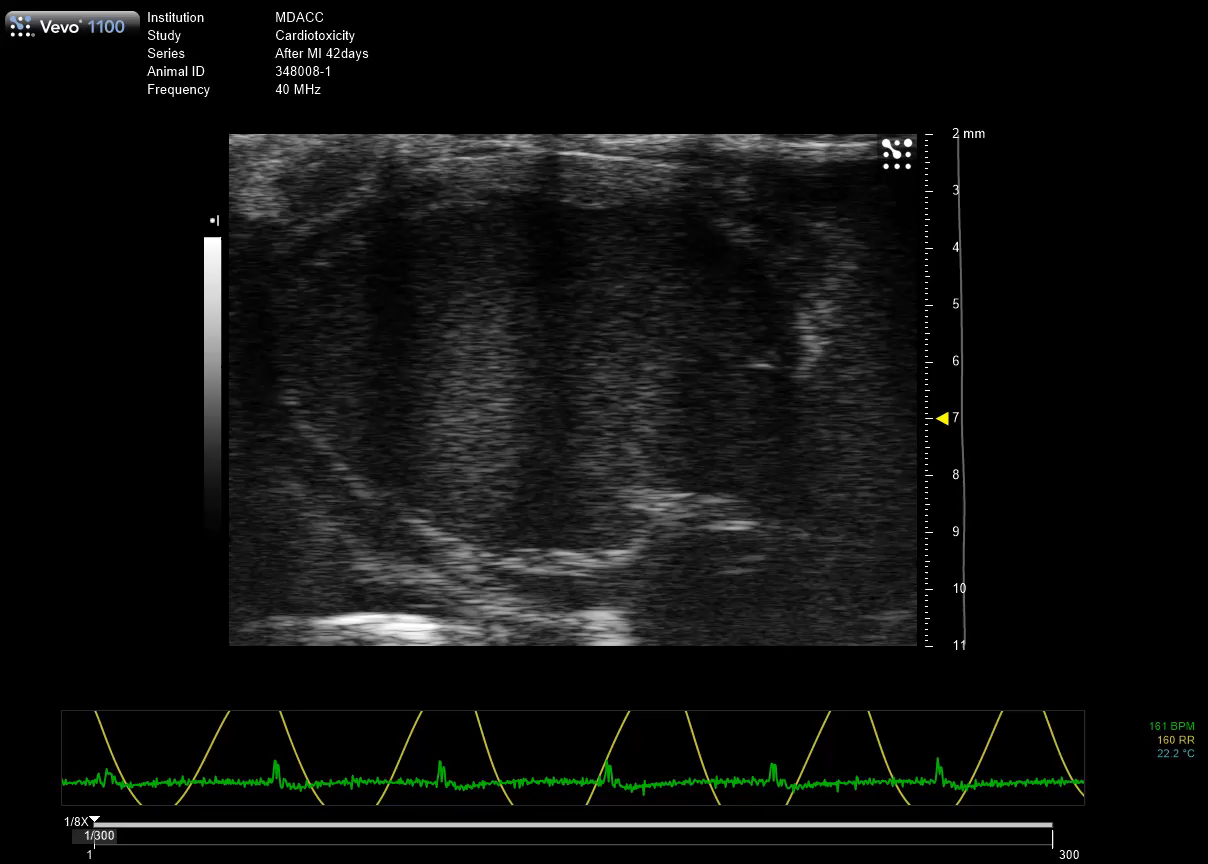 Vevo® 1100
Institution MDACC
Study Cardiotoxicity
Series After MI 42days
Animal ID 348008-1
Frequency 40 MHz
2 mm
3
4
5
6
7
8
9
10
11
161 BPM
160 RR
22.2 °C
1/8X
1/300
1 300